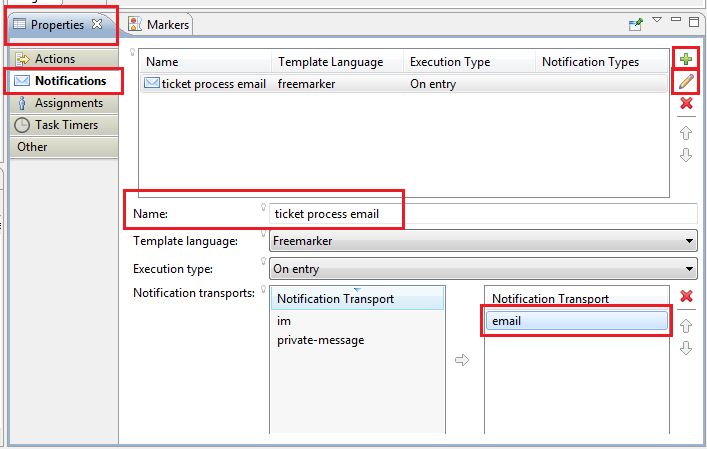 Properties
Markers
Actions
Notifications
Assignments
Task Timers
Other
Name Template Language Execution Type Notification Types
ticket process email freemarker On entry
Name: ticket process email
Template language: Freemarker
Execution type: On entry
Notification transports: Notification Transport
im
private-message
Notification Transport
email